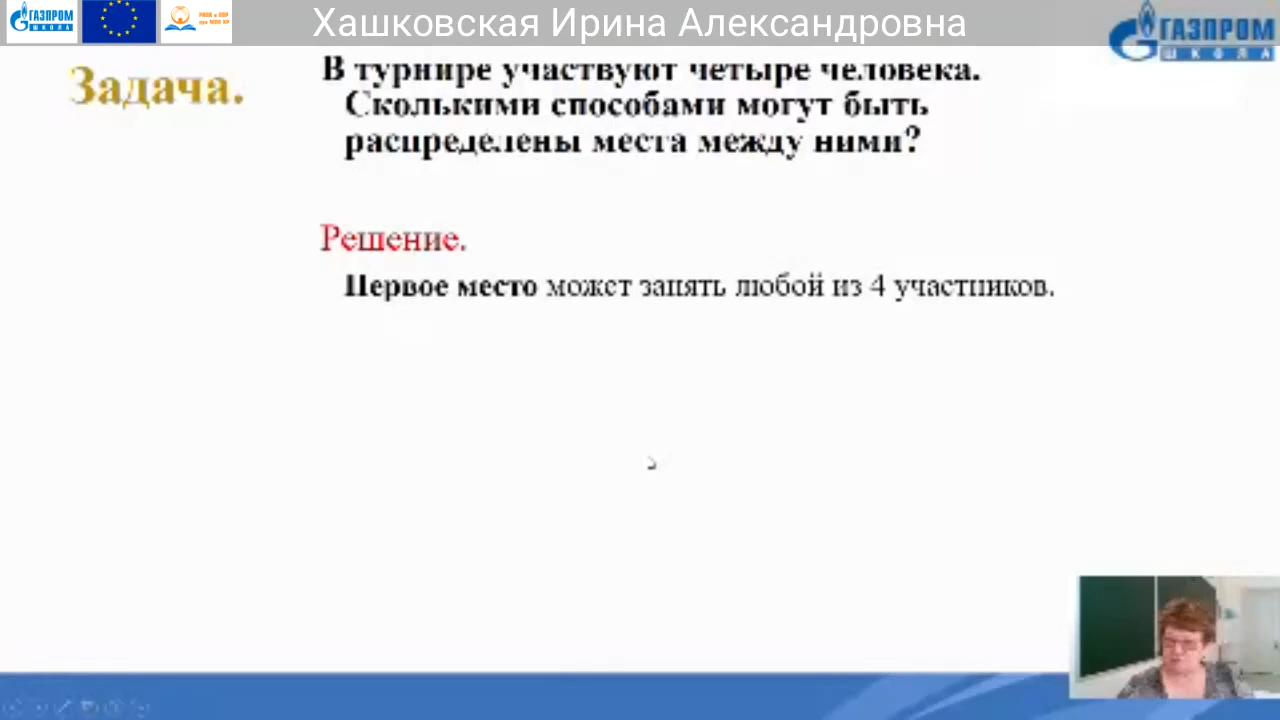 ГАЗПРОМ
ШКОЛА
Хашковская Ирина Александровна
ГАЗПРОМ
ШКОЛА
Задача.
В турнире участвуют четыре человека.
Сколькими способами могут быть
распределены места между ними?
Решение.
Первое место может занять любой из 4 участников.